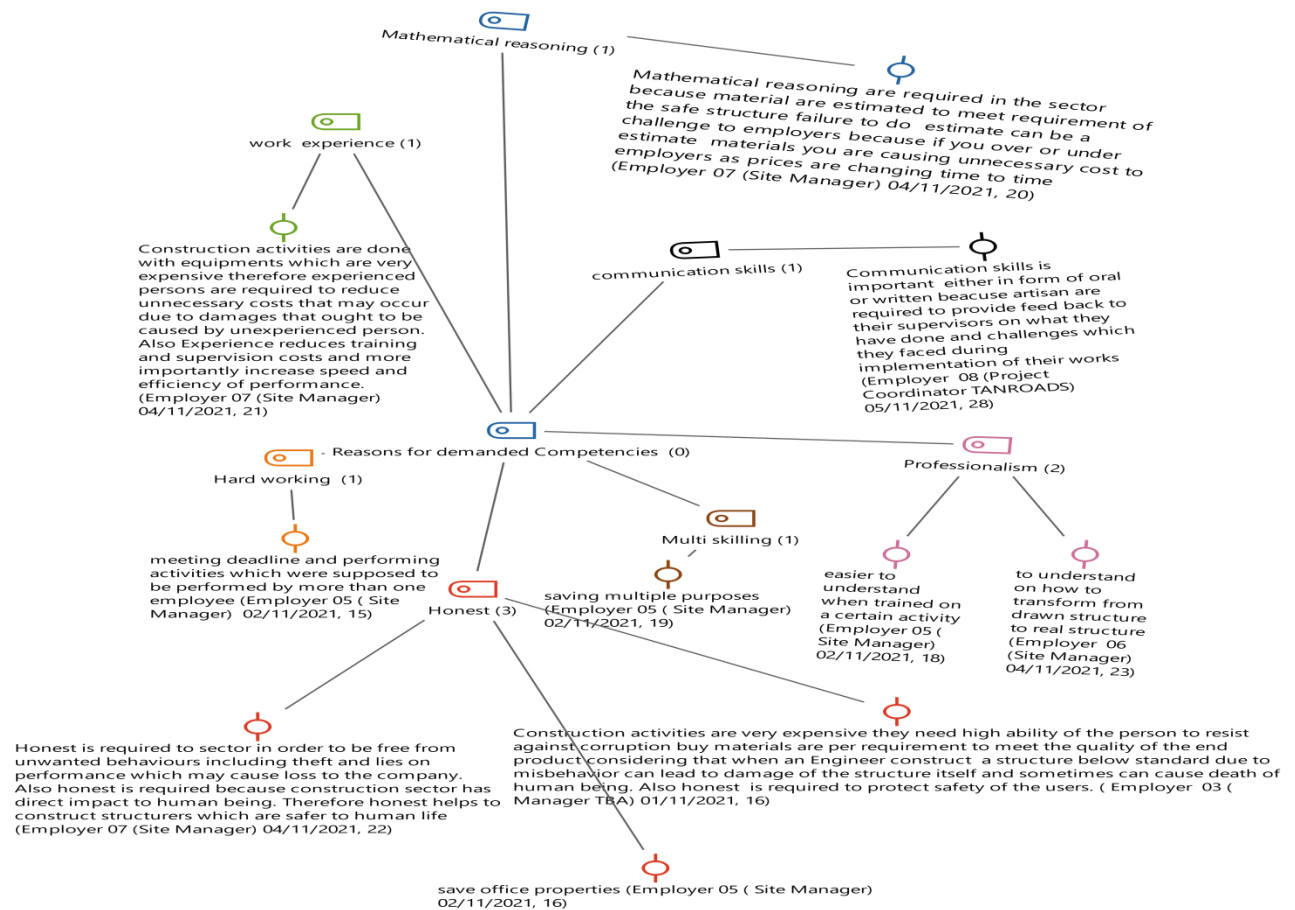 Mathematical reasoning (1)
Mathematical reasoning are required in the sector
because material are estimated to meet requirement of
the safe structure failure to do  estimate can be a
challenge to employers because if you over or under
estimate  materials you are causing unnecessary cost to
employers as prices are changing time to time
(Employer 07 (Site Manager) 04/11/2021, 20)
work  experience (1)
Construction activities are done
with equipments which are very
expensive therefore experienced
persons are required to reduce
unnecessary costs that may occur
due to damages that ought to be
caused by unexperienced person.
Also Experience reduces training
and supervision costs and more
importantly increase speed and
efficiency of performance.
(Employer 07 (Site Manager)
04/11/2021, 21)
communication skills (1)
Communication skills is
important  either in form of oral
or written beacuse artisan are
required to provide feed back to
their supervisors on what they
have done and challenges which
they faced during
implementation of their works
(Employer  08 (Project
Coordinator TANROADS)
05/11/2021, 28)
Reasons for demanded Competencies  (0)
Hard working  (1)
meeting deadline and performing
activities which were supposed to
be performed by more than one
employee (Employer 05 ( Site
Manager)  02/11/2021, 15)
Professionalism (2)
easier to
understand
when trained on
a certain activity
(Employer 05 (
Site Manager)
02/11/2021, 18)
to understand
on how to
transform from
drawn structure
to real structure
(Employer  06
(Site Manager)
04/11/2021, 23)
Multi skilling (1)
saving multiple purposes
(Employer 05 ( Site Manager)
02/11/2021, 19)
Honest (3)
Honest is required to sector in order to be free from
unwanted behaviours including theft and lies on
performance which may cause loss to the company.
Also honest is required because construction sector has
direct impact to human being. Therefore honest helps to
construct structurers which are safer to human life
(Employer 07 (Site Manager) 04/11/2021, 22)
Construction activities are very expensive they need high ability of the person to resist
against corruption buy materials are per requirement to meet the quality of the end
product considering that when an Engineer construct  a structure below standard due to
misbehavior can lead to damage of the structure itself and sometimes can cause death of
human being. Also honest  is required to protect safety of the users. ( Employer  03 (
Manager TBA) 01/11/2021, 16)
save office properties (Employer 05 ( Site Manager)
02/11/2021, 16)